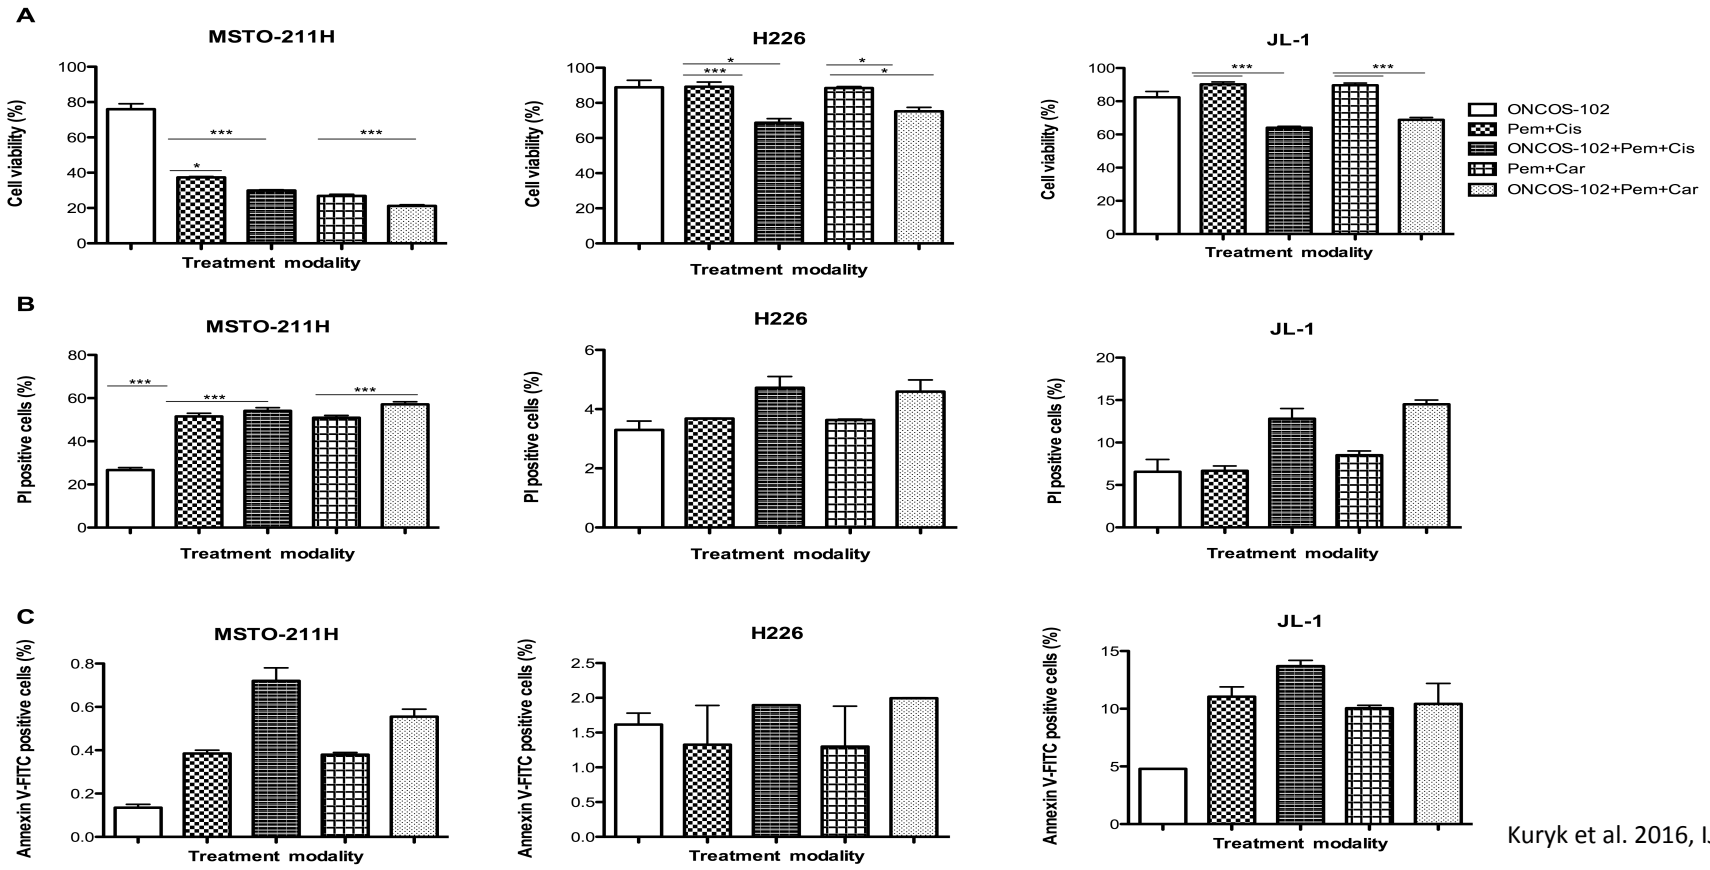 A
MSTO-211H
H226
JL-1
Cell viability (%)
100
80
60
40
20
0
***
***
*
Treatment modality
Cell viability (%)
100
80
60
40
20
0
*
***
*
*
Treatment modality
Cell viability (%)
100
80
60
40
20
0
***
***
Treatment modality
ONCOS-102
Pem+Cis
ONCOS-102+Pem+Cis
Pem+Car
ONCOS-102+Pem+Car
B
MSTO-211H
H226
JL-1
PI positive cells (%)
80
60
40
20
0
***
***
***
Treatment modality
PI positive cells (%)
6
4
2
0
Treatment modality
PI positive cells (%)
20
15
10
5
0
Treatment modality
C
MSTO-211H
H226
JL-1
Annexin V-FITC positive cells (%)
0.8
0.6
0.4
0.2
0.0
Treatment modality
Annexin V-FITC positive cells (%)
2.5
2.0
1.5
1.0
0.5
0.0
Treatment modality
Annexin V-FITC positive cells (%)
15
10
5
0
Treatment modality
Kuryk et al. 2016,